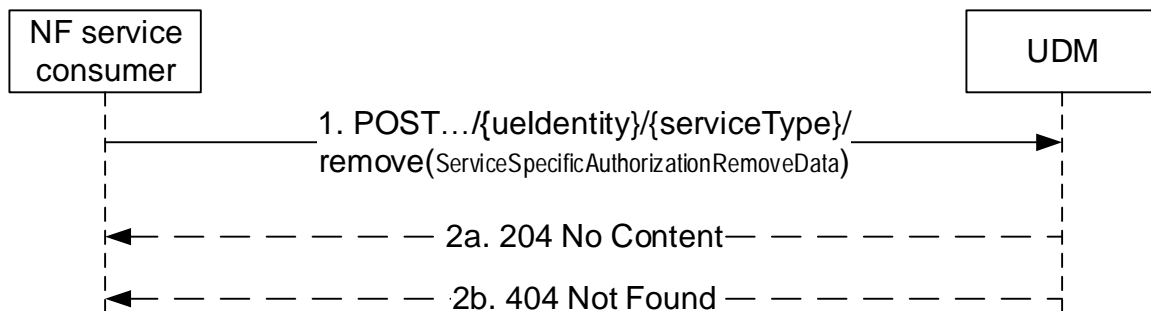 NF service
consumer
UDM
1. POST…/{ueIdentity}/{serviceType}/
remove(ServiceSpecificAuthorizationRemoveData)
2a. 204 No Content
2b. 404 Not Found